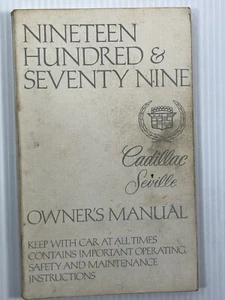 NINETEEN
HUNDRED &
SEVENTY NINE
Cadillac
Seville
OWNER'S MANUAL
KEEP WITH CAR AT ALL TIMES
CONTAINS IMPORTANT OPERATING,
SAFETY AND MAINTENANCE
INSTRUCTIONS